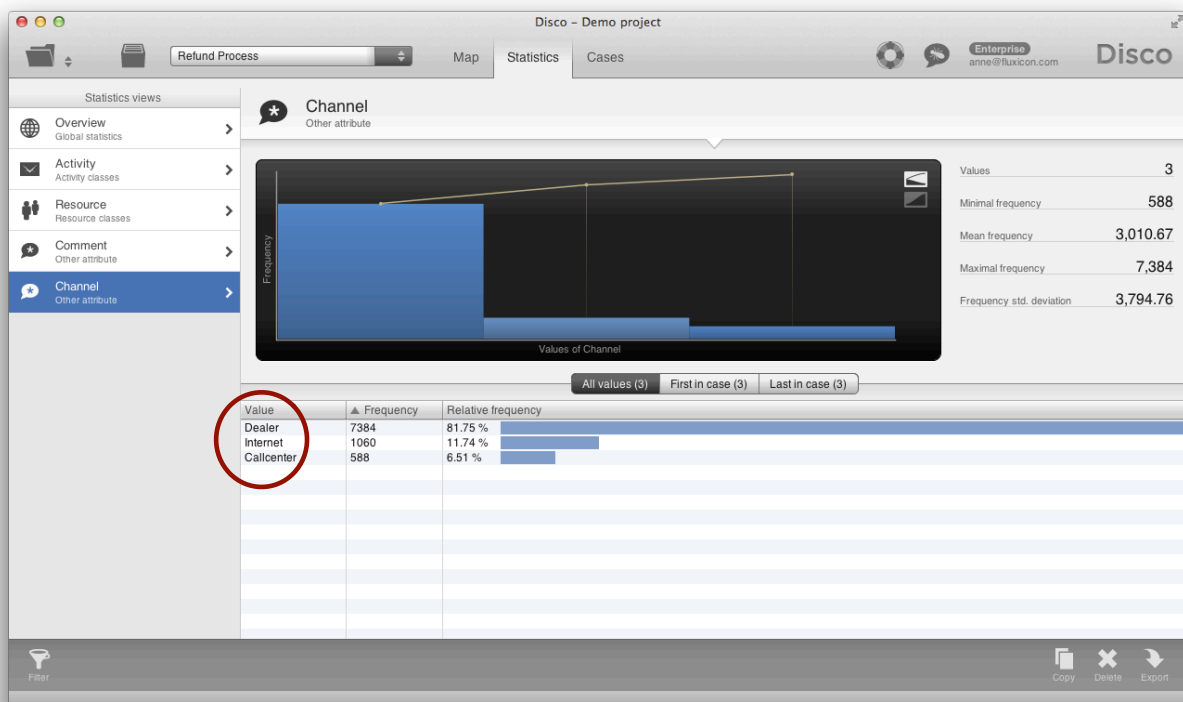 Disco – Demo project
Refund Process
Map
Statistics
Cases
Enterprise
anne@fluxicon.com
Disco
Statistics views
Overview
Global statistics
Activity
Activity classes
Resource
Resource classes
Comment
Other attribute
Channel
Other attribute
Channel
Other attribute
Frequency
Values of Channel
Values 3
Minimal frequency 588
Mean frequency 3,010.67
Maximal frequency 7,384
Frequency std. deviation 3,794.76
All values (3) First in case (3) Last in case (3)
Value Frequency Relative frequency
Dealer 7384 81.75 %
Internet 1060 11.74 %
Callcenter 588 6.51 %
Filter
Copy Delete Export